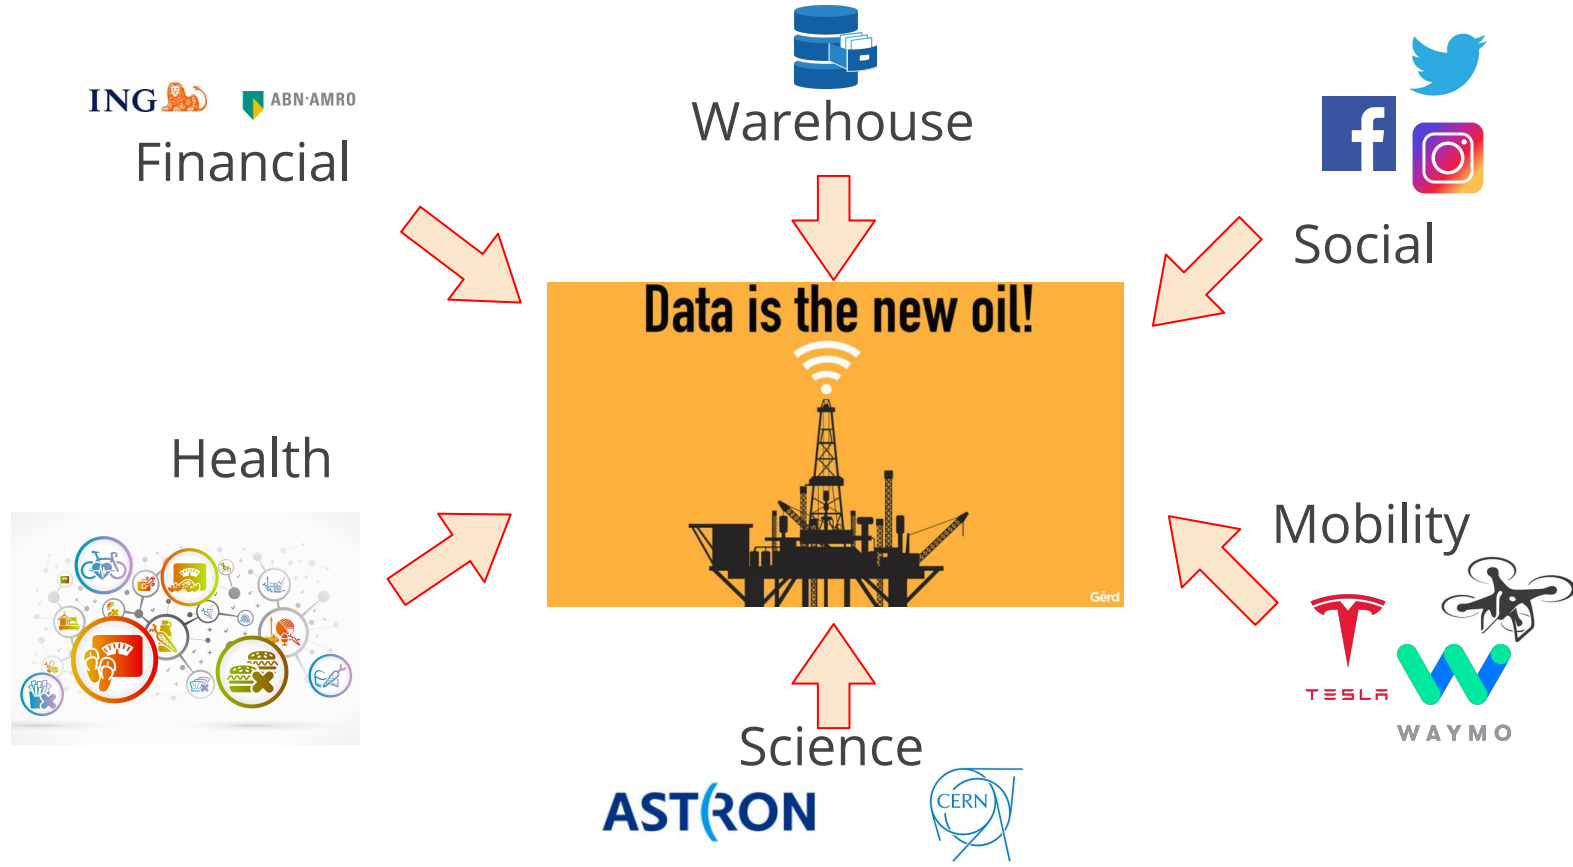 ING
ABN·AMRO
Financial
Warehouse
Social
Data is the new oil!
Gerd
Health
Mobility
TESLA
WAYMO
Science
ASTRON
CERN